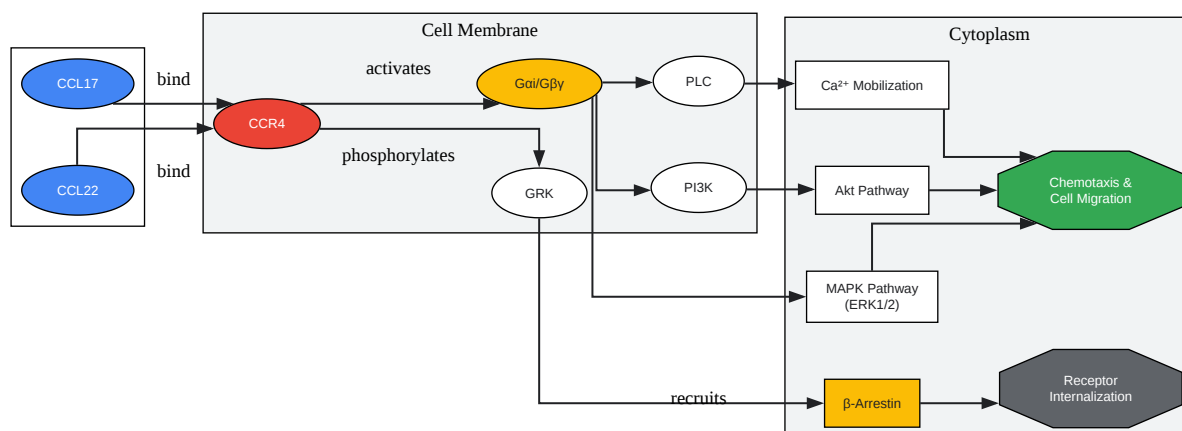 Cell Membrane
Cytoplasm
CCL17
bind
CCR4
activates
Gαi/Gβγ
PLC
Ca²⁺ Mobilization
CCL22
bind
phosphorylates
GRK
PI3K
Akt Pathway
Chemotaxis &
Cell Migration
MAPK Pathway
(ERK1/2)
recruits
β-Arrestin
Receptor
Internalization